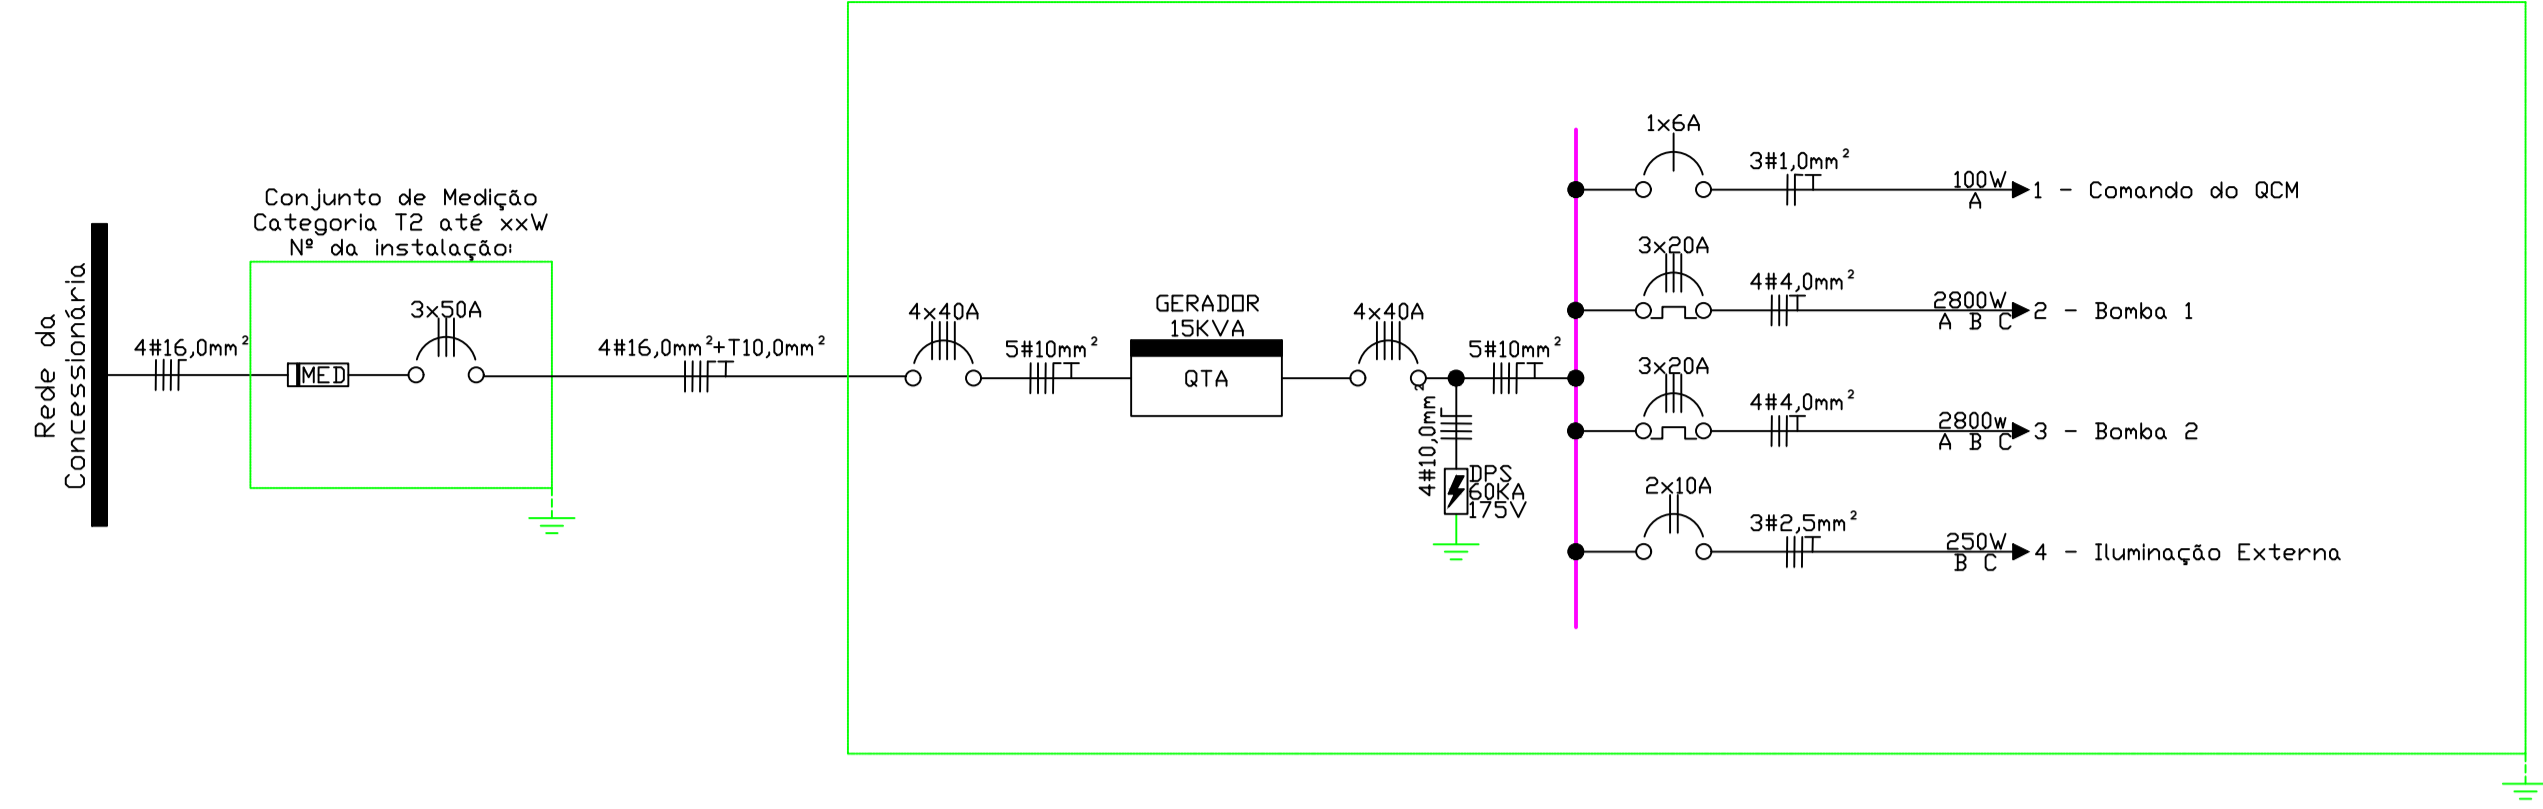 Rede da
Concessionária
4#16,0mm²
Conjunto de Medição
Categoria T2 até xxW
Nº da instalação:
MED
3x50A
4#16,0mm²+T10,0mm²
4x40A
5#10mm²
GERADOR
15KVA
QTA
4x40A
5#10mm²
4#10,0mm²
DPS
60KA
175V
1x6A
3#1,0mm²
100W
A
1 - Comando do QCM
3x20A
4#4,0mm²
2800W
A B C
2 - Bomba 1
3x20A
4#4,0mm²
2800w
A B C
3 - Bomba 2
2x10A
3#2,5mm²
250W
B C
4 - Iluminação Externa